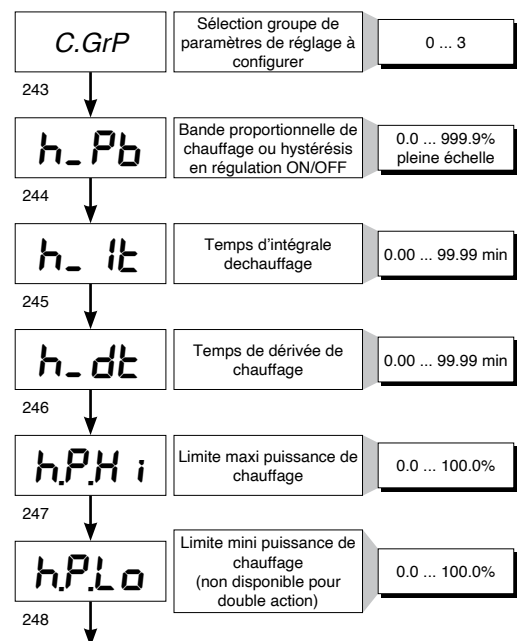 C.GrP
Sélection groupe de
paramètres de réglage à
configurer
0 ... 3
243
h_Pb
Bande proportionnelle de
chauffage ou hystérésis
en régulation ON/OFF
0.0 ... 999.9%
pleine échelle
244
h_It
Temps d'intégrale
dechauffage
0.00 ... 99.99 min
245
h_dt
Temps de dérivée de
chauffage
0.00 ... 99.99 min
246
h.P.Hi
Limite maxi puissance de
chauffage
0.0 ... 100.0%
247
h.P.Lo
Limite mini puissance de
chauffage
(non disponible pour
double action)
0.0 ... 100.0%
248